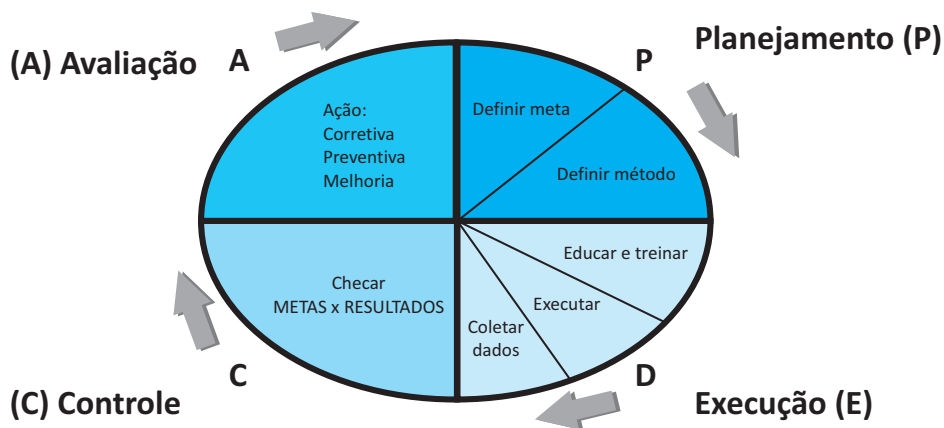 (A) Avaliação
A
P
Planejamento (P)
Ação:
Corretiva
Preventiva
Melhoria
Definir meta
Definir método
Educar e treinar
Executar
Coletar
dados
Checar
METAS x RESULTADOS
C
D
(C) Controle
Execução (E)